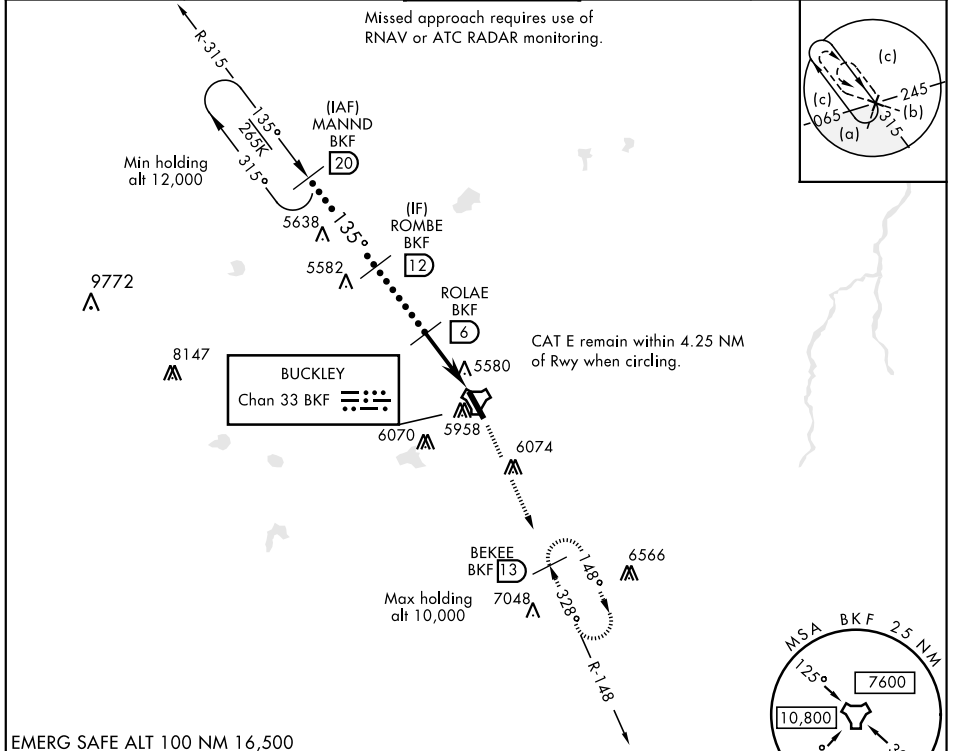 Missed approach requires use of
RNAV or ATC RADAR monitoring.
R-315
135°
265K
315°
Min holding
alt 12,000
(IAF)
MANND
BKF
20
5638
135°
(IF)
ROMBE
BKF
12
5582
9772
ROLAE
BKF
6
8147
CAT E remain within 4.25 NM
of Rwy when circling.
5580
BUCKLEY
Chan 33 BKF
5958
6070
6074
BEKEE
BKF 13
148°
328°
6566
Max holding
alt 10,000
7048
R-148
(c)
(c)
245
065
(b)
(a)
315
MSA BKF 25 NM
125°
7600
10,800
EMERG SAFE ALT 100 NM 16,500